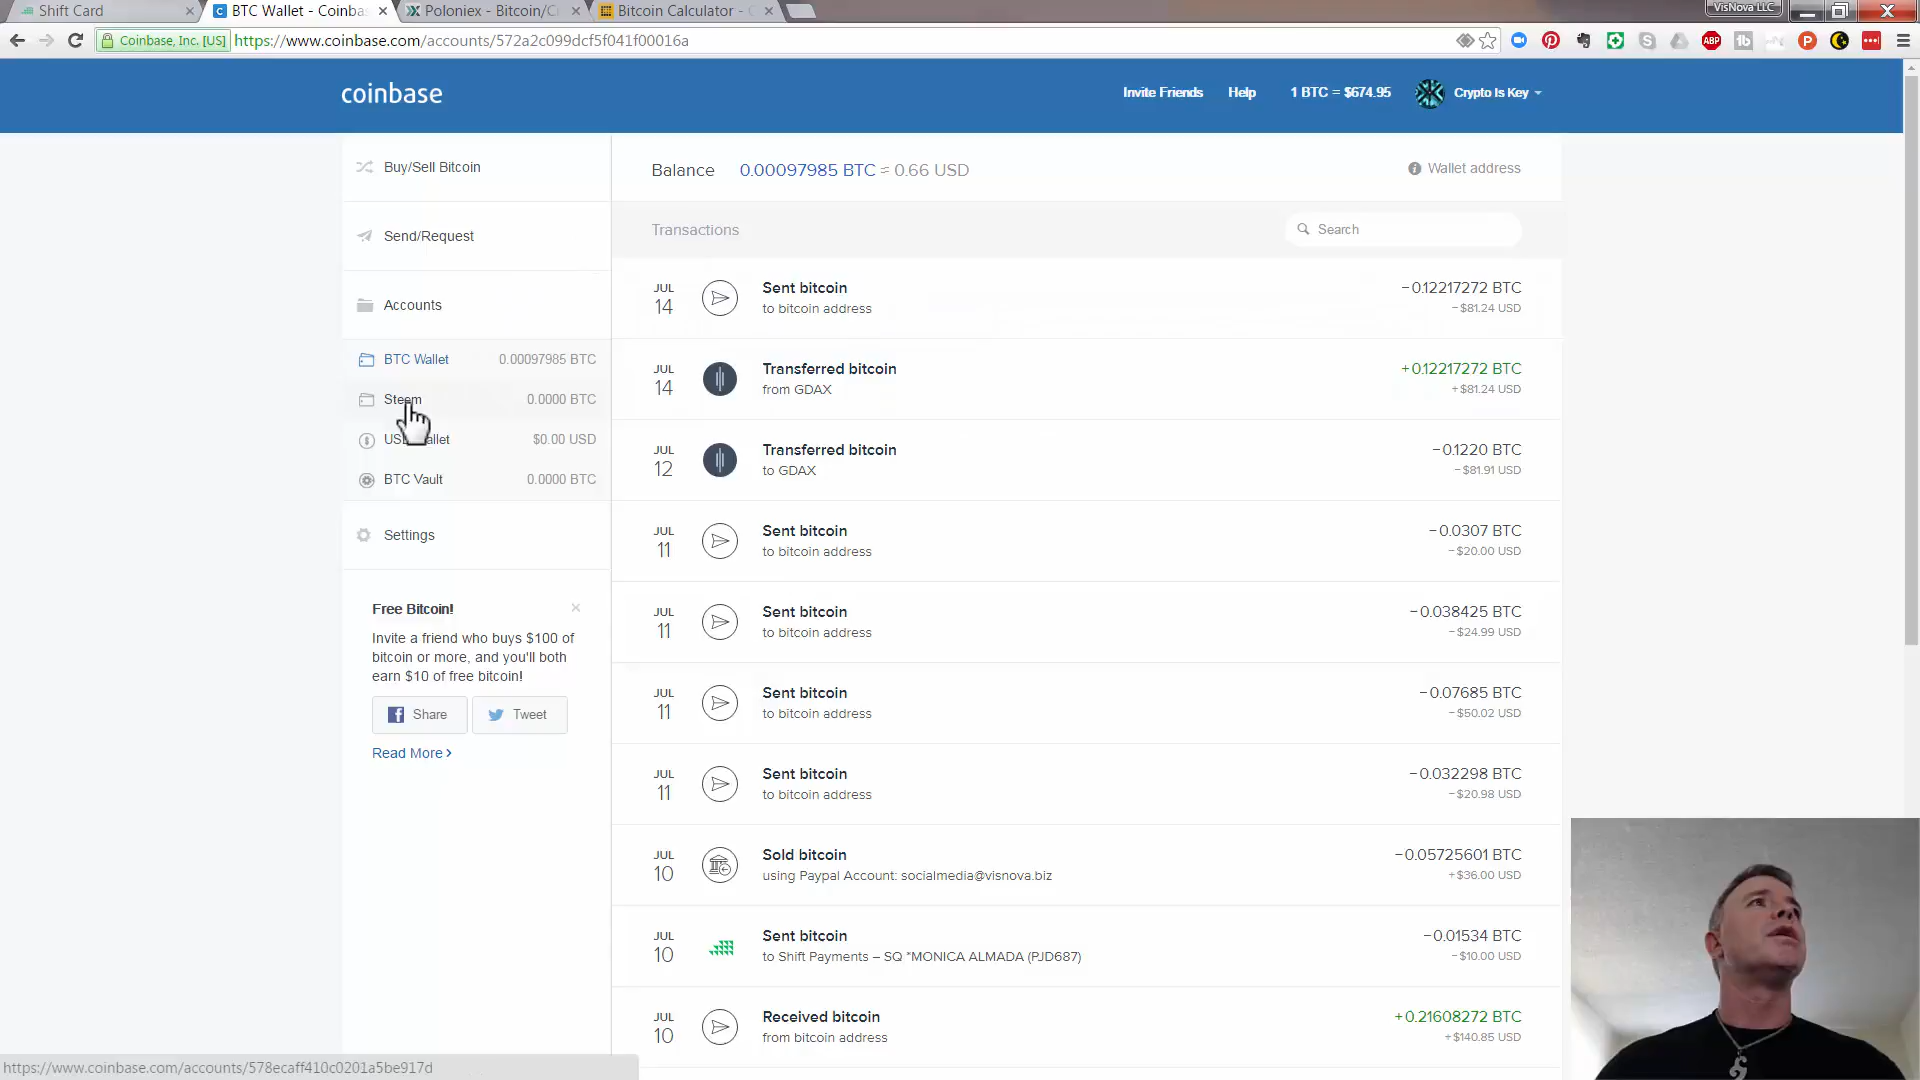 Shift Card
BTC Wallet - Coinbas
Poloniex - Bitcoin/Cr
Bitcoin Calculator -
VisNova LLC
Coinbase, Inc. [US]
https://www.coinbase.com/accounts/572a2c099dcf5f041f00016a
coinbase
Invite Friends
Help
1 BTC = $674.95
Crypto Is Key
Buy/Sell Bitcoin
Send/Request
Accounts
BTC Wallet 0.00097985 BTC
Steem 0.0000 BTC
$0.00 USD
BTC Vault 0.0000 BTC
Settings
Free Bitcoin!
Invite a friend who buys $100 of
bitcoin or more, and you'll both
earn $10 of free bitcoin!
Share
Tweet
Read More
Balance 0.00097985 BTC ≈ 0.66 USD
Wallet address
Transactions
Search
JUL 14
Sent bitcoin
to bitcoin address
−0.12217272 BTC
−$81.24 USD
JUL 14
Transferred bitcoin
from GDAX
+0.12217272 BTC
+$81.24 USD
JUL 12
Transferred bitcoin
to GDAX
−0.1220 BTC
−$81.91 USD
JUL 11
Sent bitcoin
to bitcoin address
−0.0307 BTC
−$20.00 USD
JUL 11
Sent bitcoin
to bitcoin address
−0.038425 BTC
−$24.99 USD
JUL 11
Sent bitcoin
to bitcoin address
−0.07685 BTC
−$50.02 USD
JUL 11
Sent bitcoin
to bitcoin address
−0.032298 BTC
−$20.98 USD
JUL 10
Sold bitcoin
using Paypal Account: socialmedia@visnova.biz
−0.05725601 BTC
+$36.00 USD
JUL 10
Sent bitcoin
to Shift Payments – SQ *MONICA ALMADA (PJD687)
−0.01534 BTC
−$10.00 USD
JUL 10
Received bitcoin
from bitcoin address
+0.21608272 BTC
+$140.85 USD
https://www.coinbase.com/accounts/578ecaff410c0201a5be917d